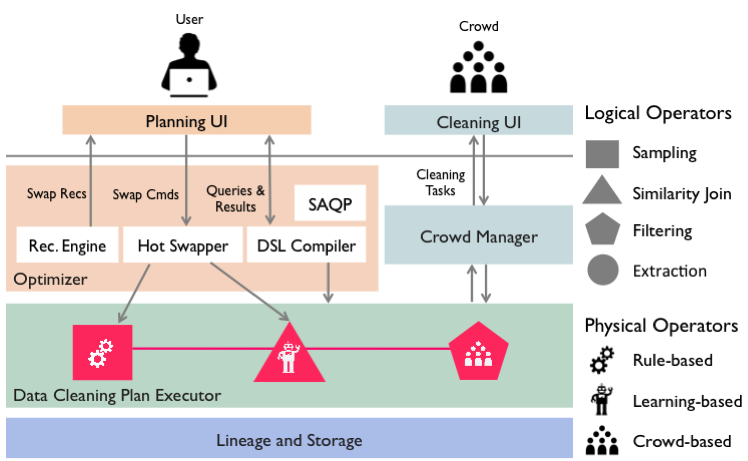 User
Crowd
Planning UI
Cleaning UI
Logical Operators
Sampling
Similarity Join
Filtering
Extraction
Swap Recs
Swap Cmds
Queries &
Results
Cleaning
Tasks
SAQP
Rec. Engine
Hot Swapper
DSL Compiler
Optimizer
Crowd Manager
Physical Operators
Rule-based
Learning-based
Crowd-based
Data Cleaning Plan Executor
Lineage and Storage